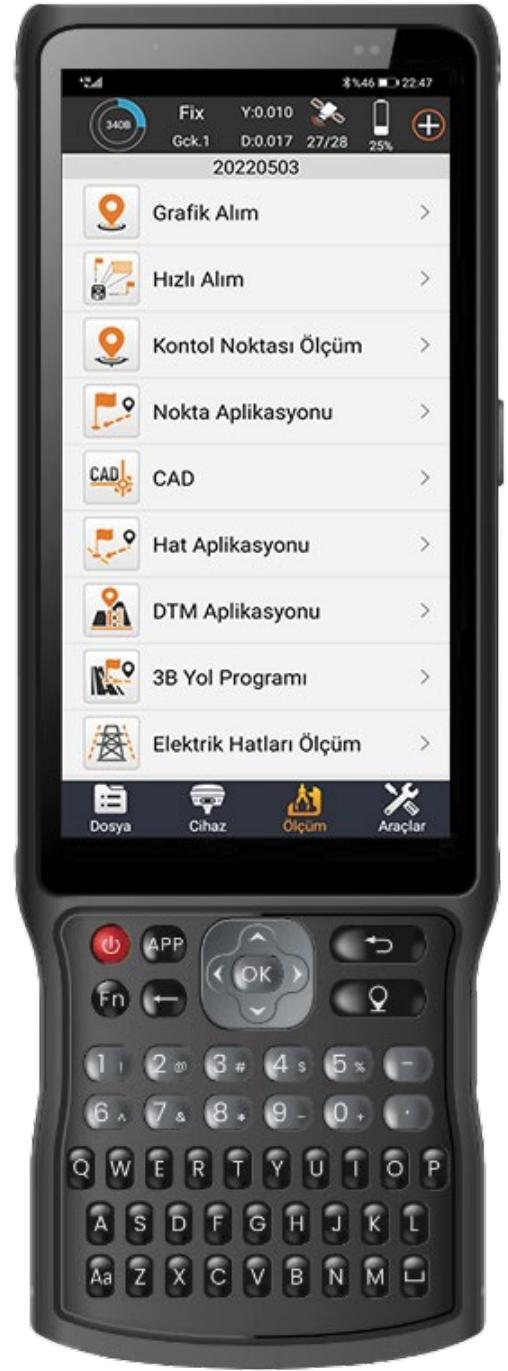 %46 22:47
340B Fix Y:0.010
Gck.1 D:0.017 27/28 25%
20220503
Grafik Alım
Hızlı Alım
Kontol Noktası Ölçüm
Nokta Aplikasyonu
CAD CAD
Hat Aplikasyonu
DTM Aplikasyonu
3B Yol Programı
Elektrik Hatları Ölçüm
Dosya Cihaz Ölçüm Araçlar
APP
OK
Fn
1 ! 2 @ 3 # 4 $ 5 % -
6 ^ 7 & 8 * 9 - 0 + .
Q W E R T Y U I O P
A S D F G H J K L
Aa Z X C V B N M